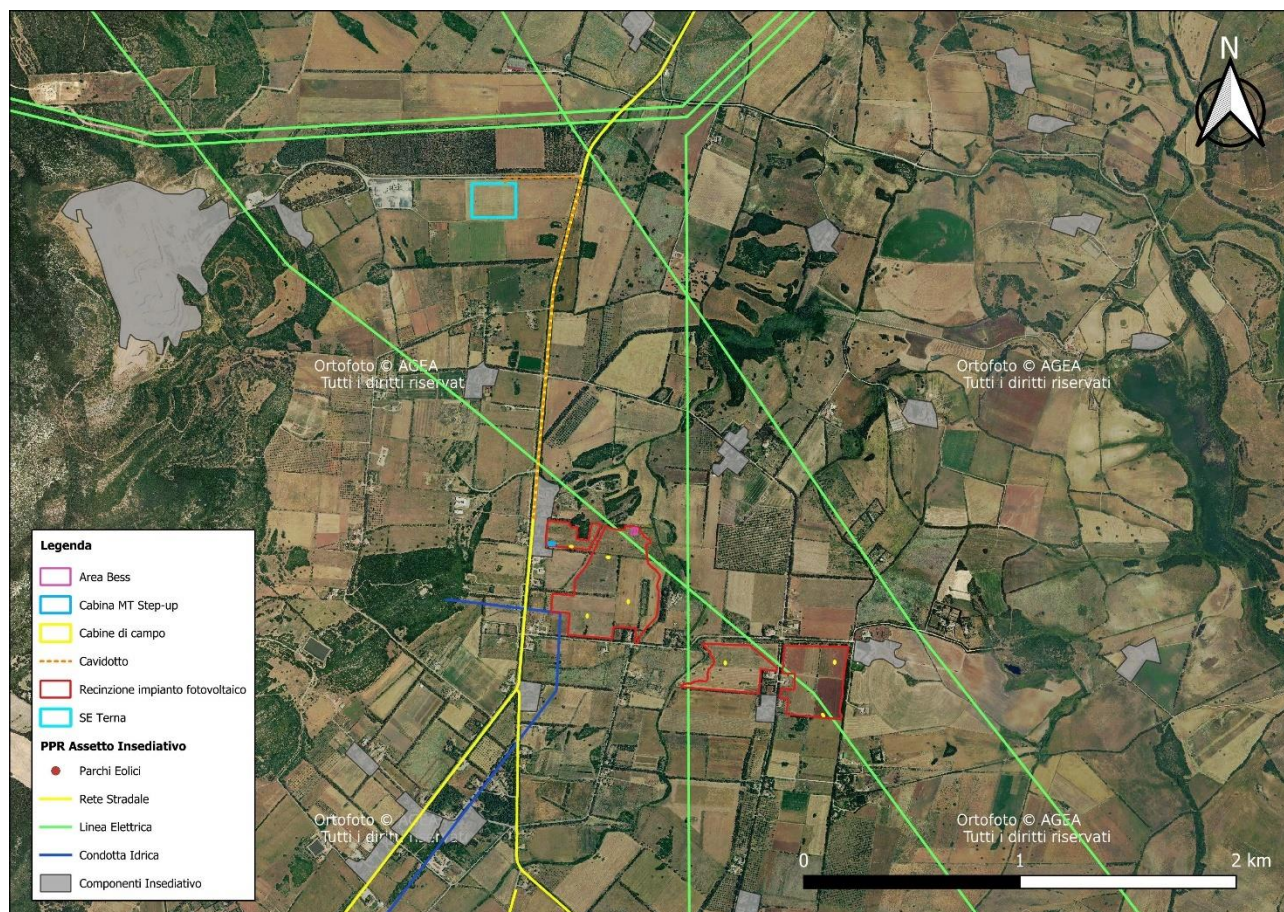 N
Ortofoto © AGEA
Tutti i diritti riservat
Ortofoto © AGEA
Tutti i diritti riservati
Legenda
Area Bess
Cabina MT Step-up
Cabine di campo
Cavidotto
Recinzione impianto fotovoltaico
SE Terna
PPR Assetto Insediativo
Parchi Eolici
Rete Stradale
Linea Elettrica
Condotta Idrica
Componenti Insediativo
Ortofoto ©
Tutti i diritti
Ortofoto © AGEA
Tutti i diritti riservati
0 1 2 km